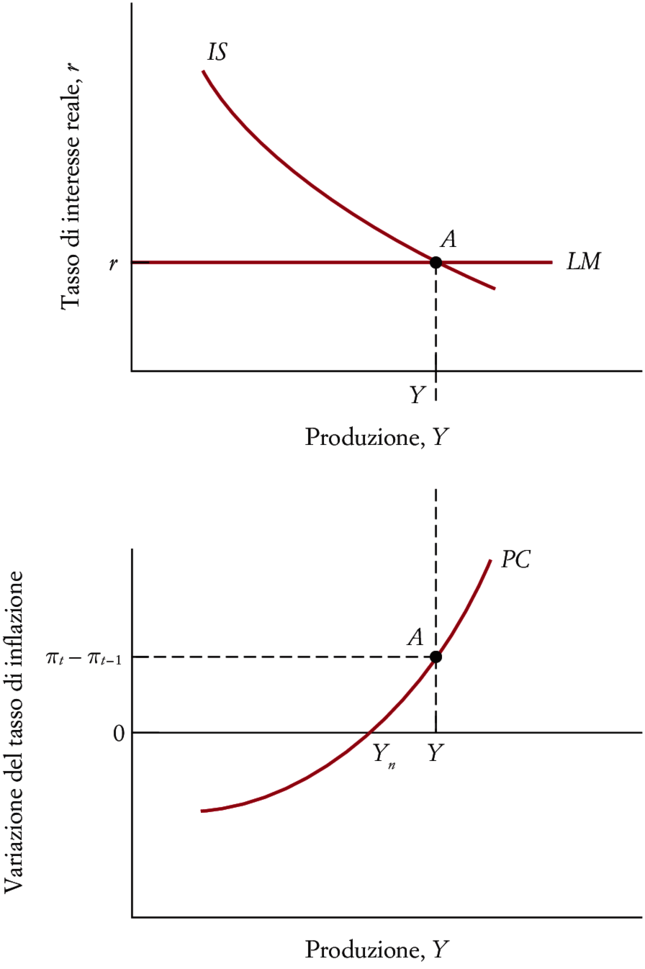 IS
Tasso di interesse reale, r
A
r
LM
Y
Produzione, Y
PC
Variazione del tasso di inflazione
A
πt – πt–1
0
Yn
Y
Produzione, Y